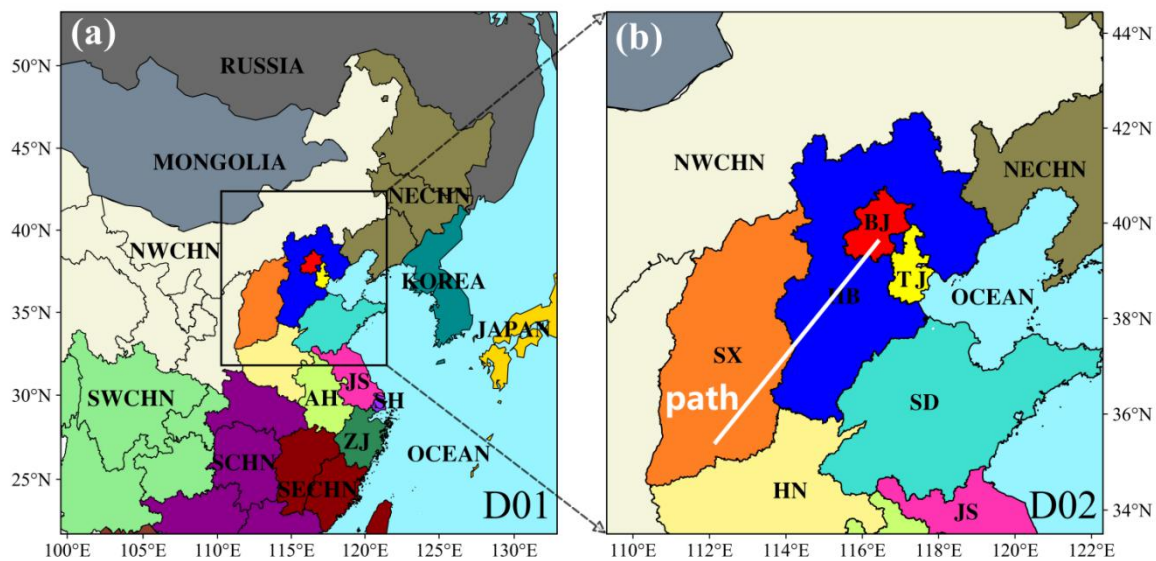 (a)
RUSSIA
MONGOLIA
NECHN
NWCHN
KOREA
JAPAN
SWCHN
AH
JS
SH
ZJ
SCHN
SECHN
OCEAN
D01
50°N
45°N
40°N
35°N
30°N
25°N
100°E 105°E 110°E 115°E 120°E 125°E 130°E
(b)
NWCHN
NECHN
BJ
TJ
HB
OCEAN
SX
path
SD
HN
JS
D02
44°N
42°N
40°N
38°N
36°N
34°N
110°E 112°E 114°E 116°E 118°E 120°E 122°E